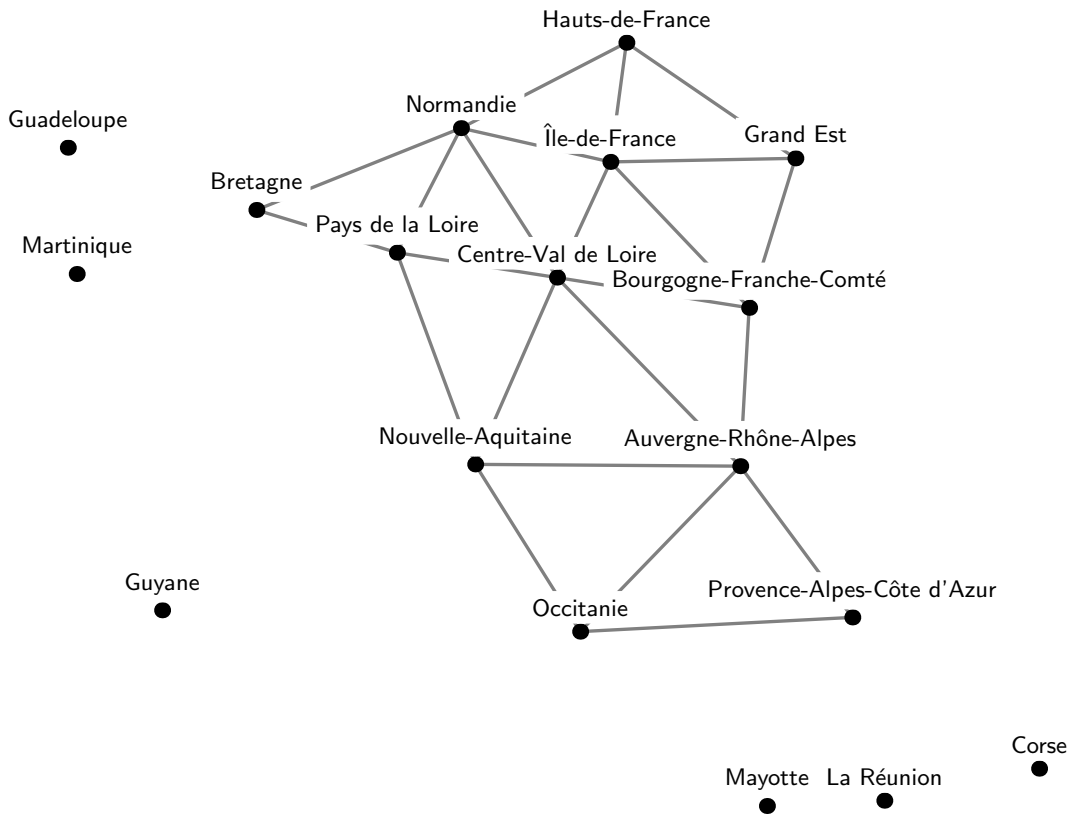 Hauts-de-France
Normandie
Guadeloupe
Île-de-France
Grand Est
Bretagne
Pays de la Loire
Martinique
Centre-Val de Loire
Bourgogne-Franche-Comté
Nouvelle-Aquitaine
Auvergne-Rhône-Alpes
Guyane
Provence-Alpes-Côte d'Azur
Occitanie
Corse
Mayotte
La Réunion